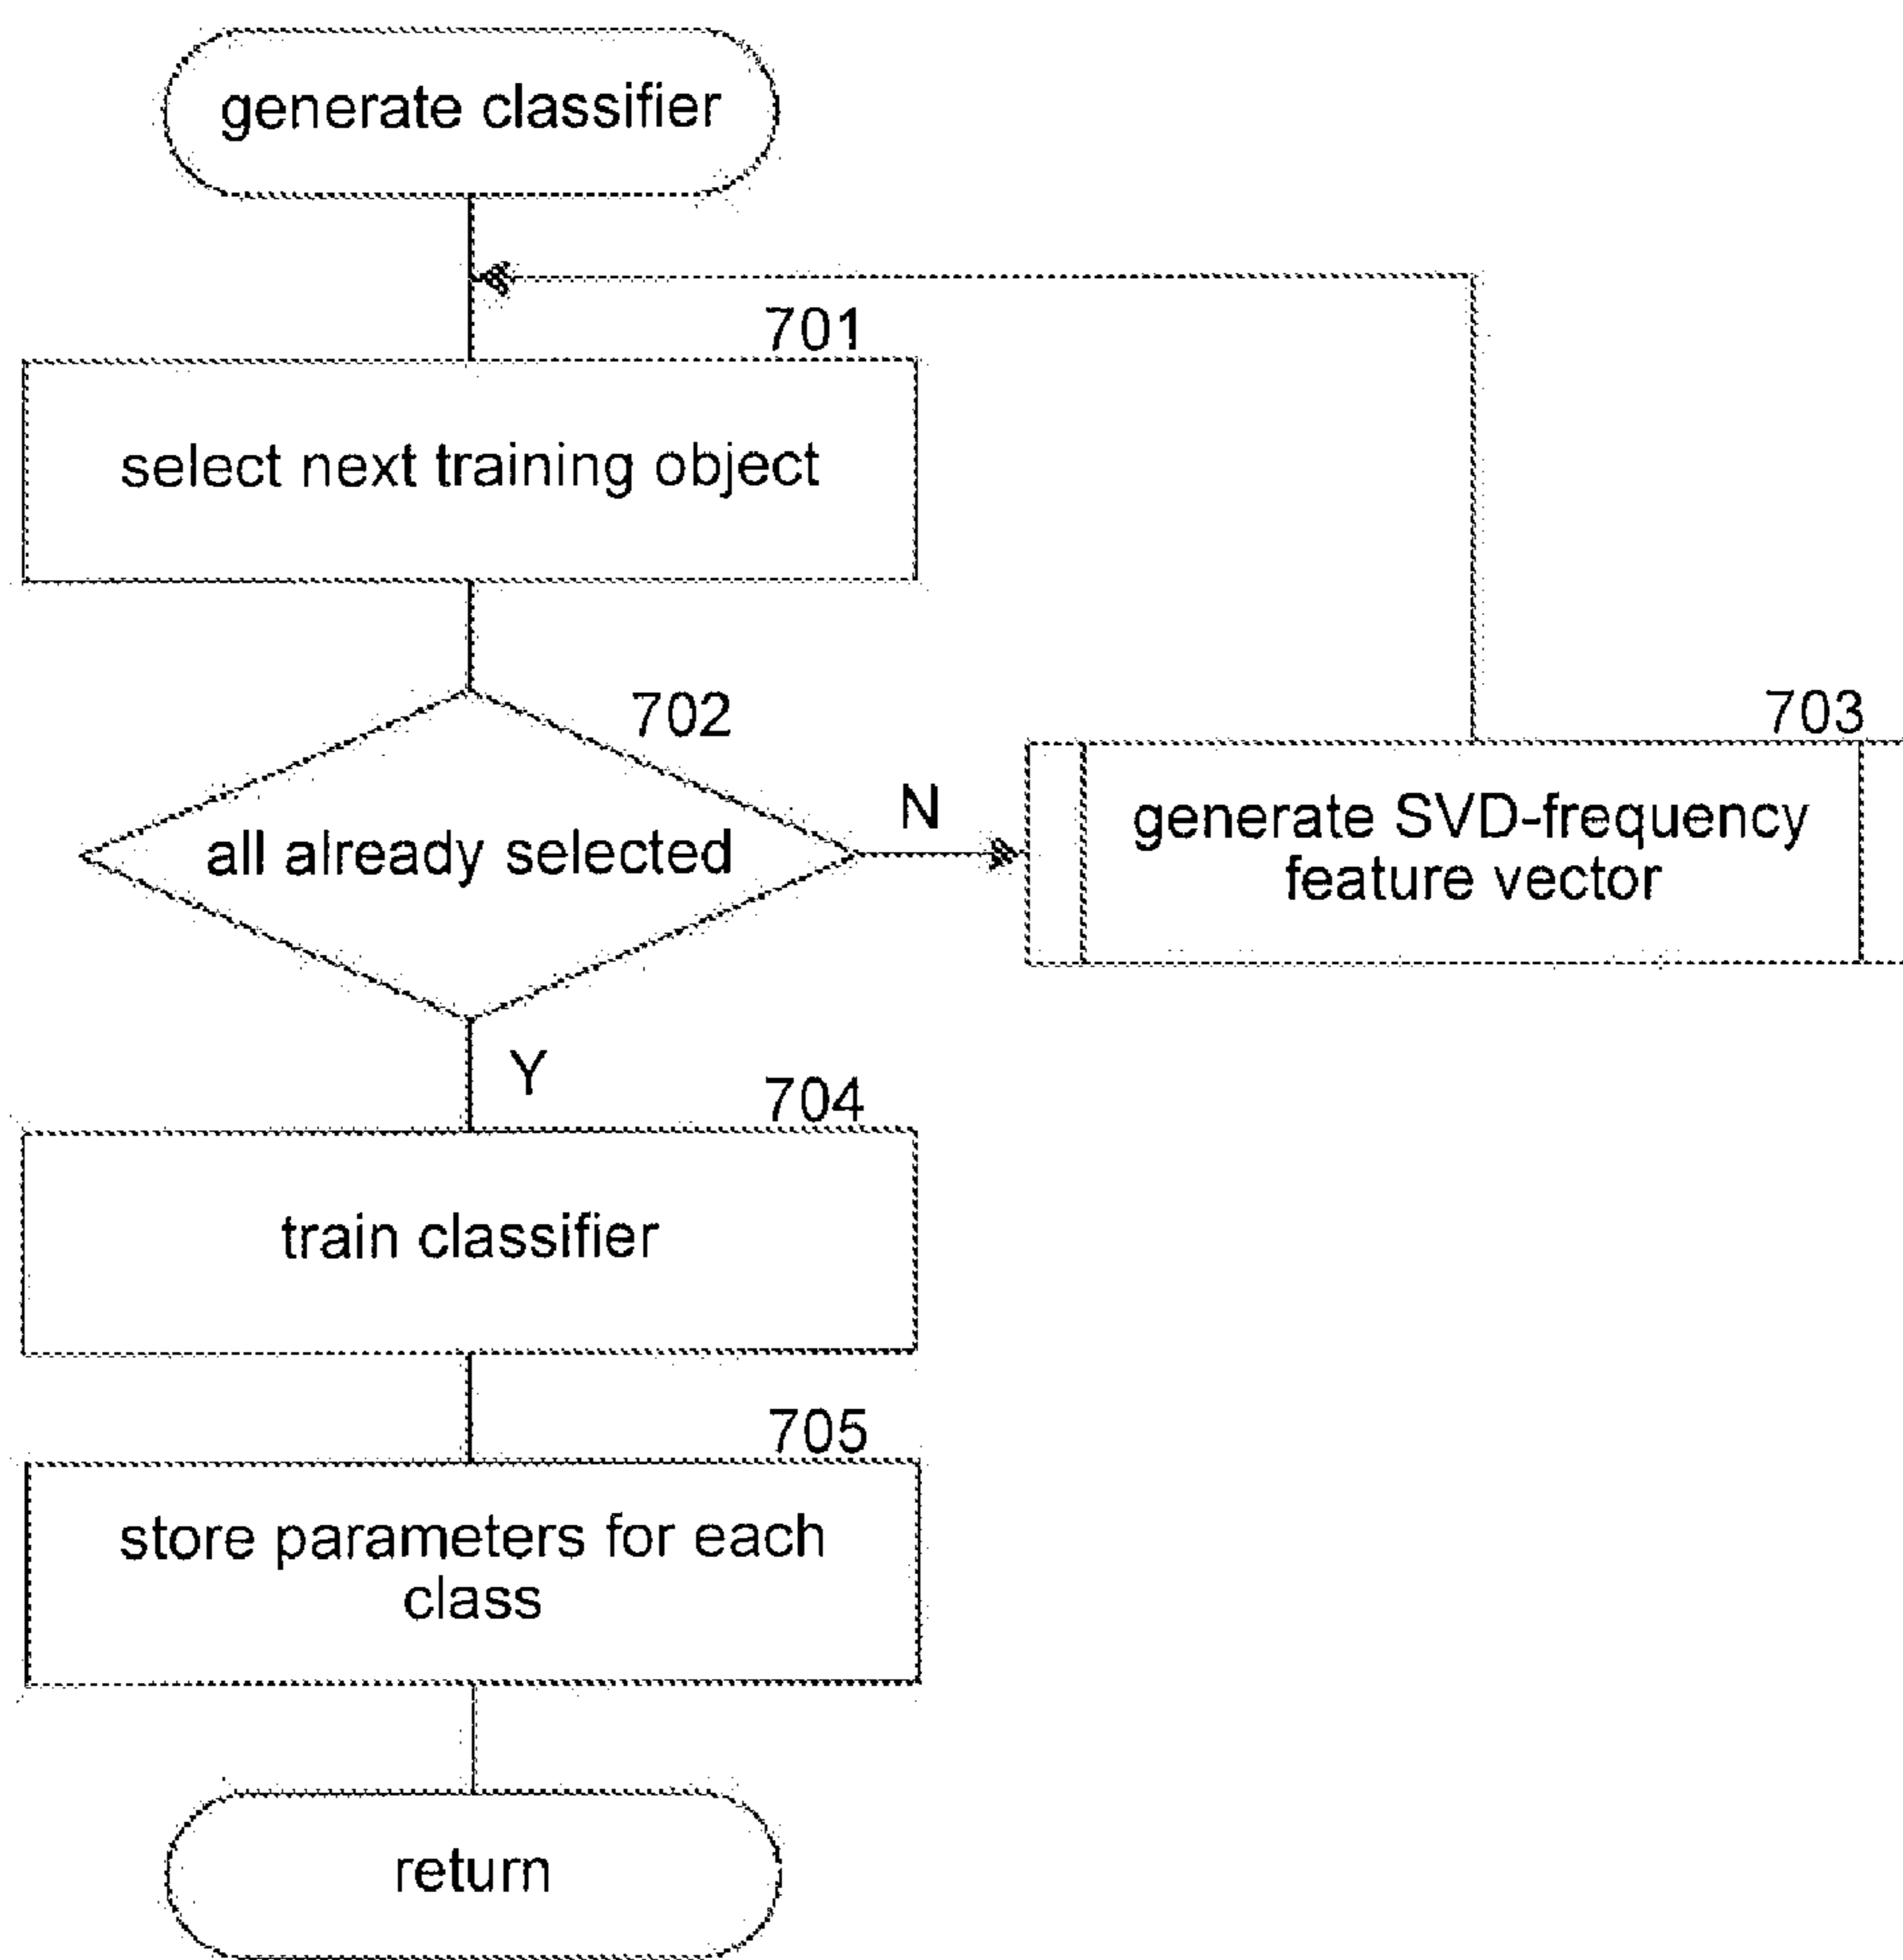 generate classifier
701
select next training object
702
all already selected
N
703
generate SVD-frequency
feature vector
Y
704
train classifier
705
store parameters for each
class
return